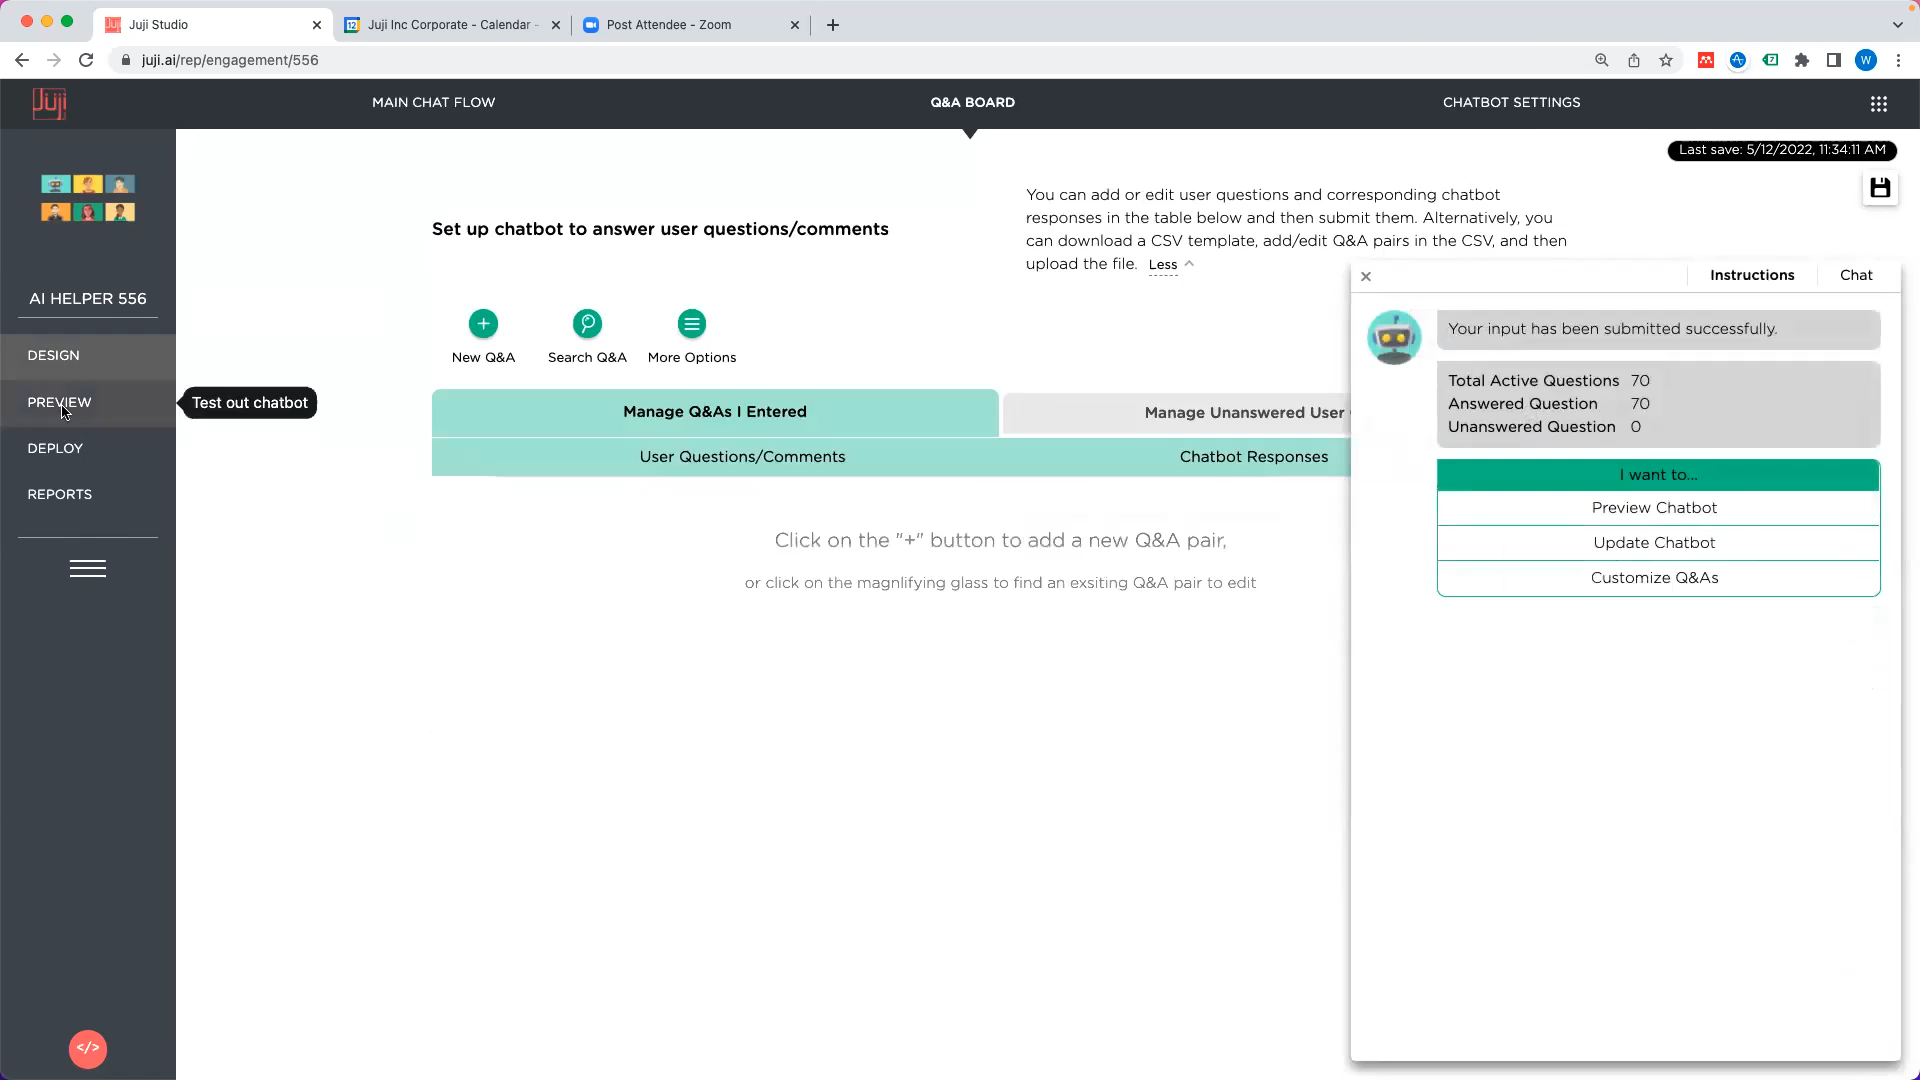 Juji Studio
Juji Inc Corporate - Calendar -
Post Attendee - Zoom
juji.ai/rep/engagement/556
W
Juji
MAIN CHAT FLOW
Q&A BOARD
CHATBOT SETTINGS
Last save: 5/12/2022, 11:34:11 AM
AI HELPER 556
DESIGN
PREVIEW
Test out chatbot
DEPLOY
REPORTS
</>
Set up chatbot to answer user questions/comments
You can add or edit user questions and corresponding chatbot
responses in the table below and then submit them. Alternatively, you
can download a CSV template, add/edit Q&A pairs in the CSV, and then
upload the file. Less
New Q&A
Search Q&A
More Options
Manage Q&As I Entered
Manage Unanswered User
User Questions/Comments
Chatbot Responses
Click on the "+" button to add a new Q&A pair,
or click on the magnlifying glass to find an exsiting Q&A pair to edit
Instructions
Chat
Your input has been submitted successfully.
Total Active Questions 70
Answered Question 70
Unanswered Question 0
I want to...
Preview Chatbot
Update Chatbot
Customize Q&As